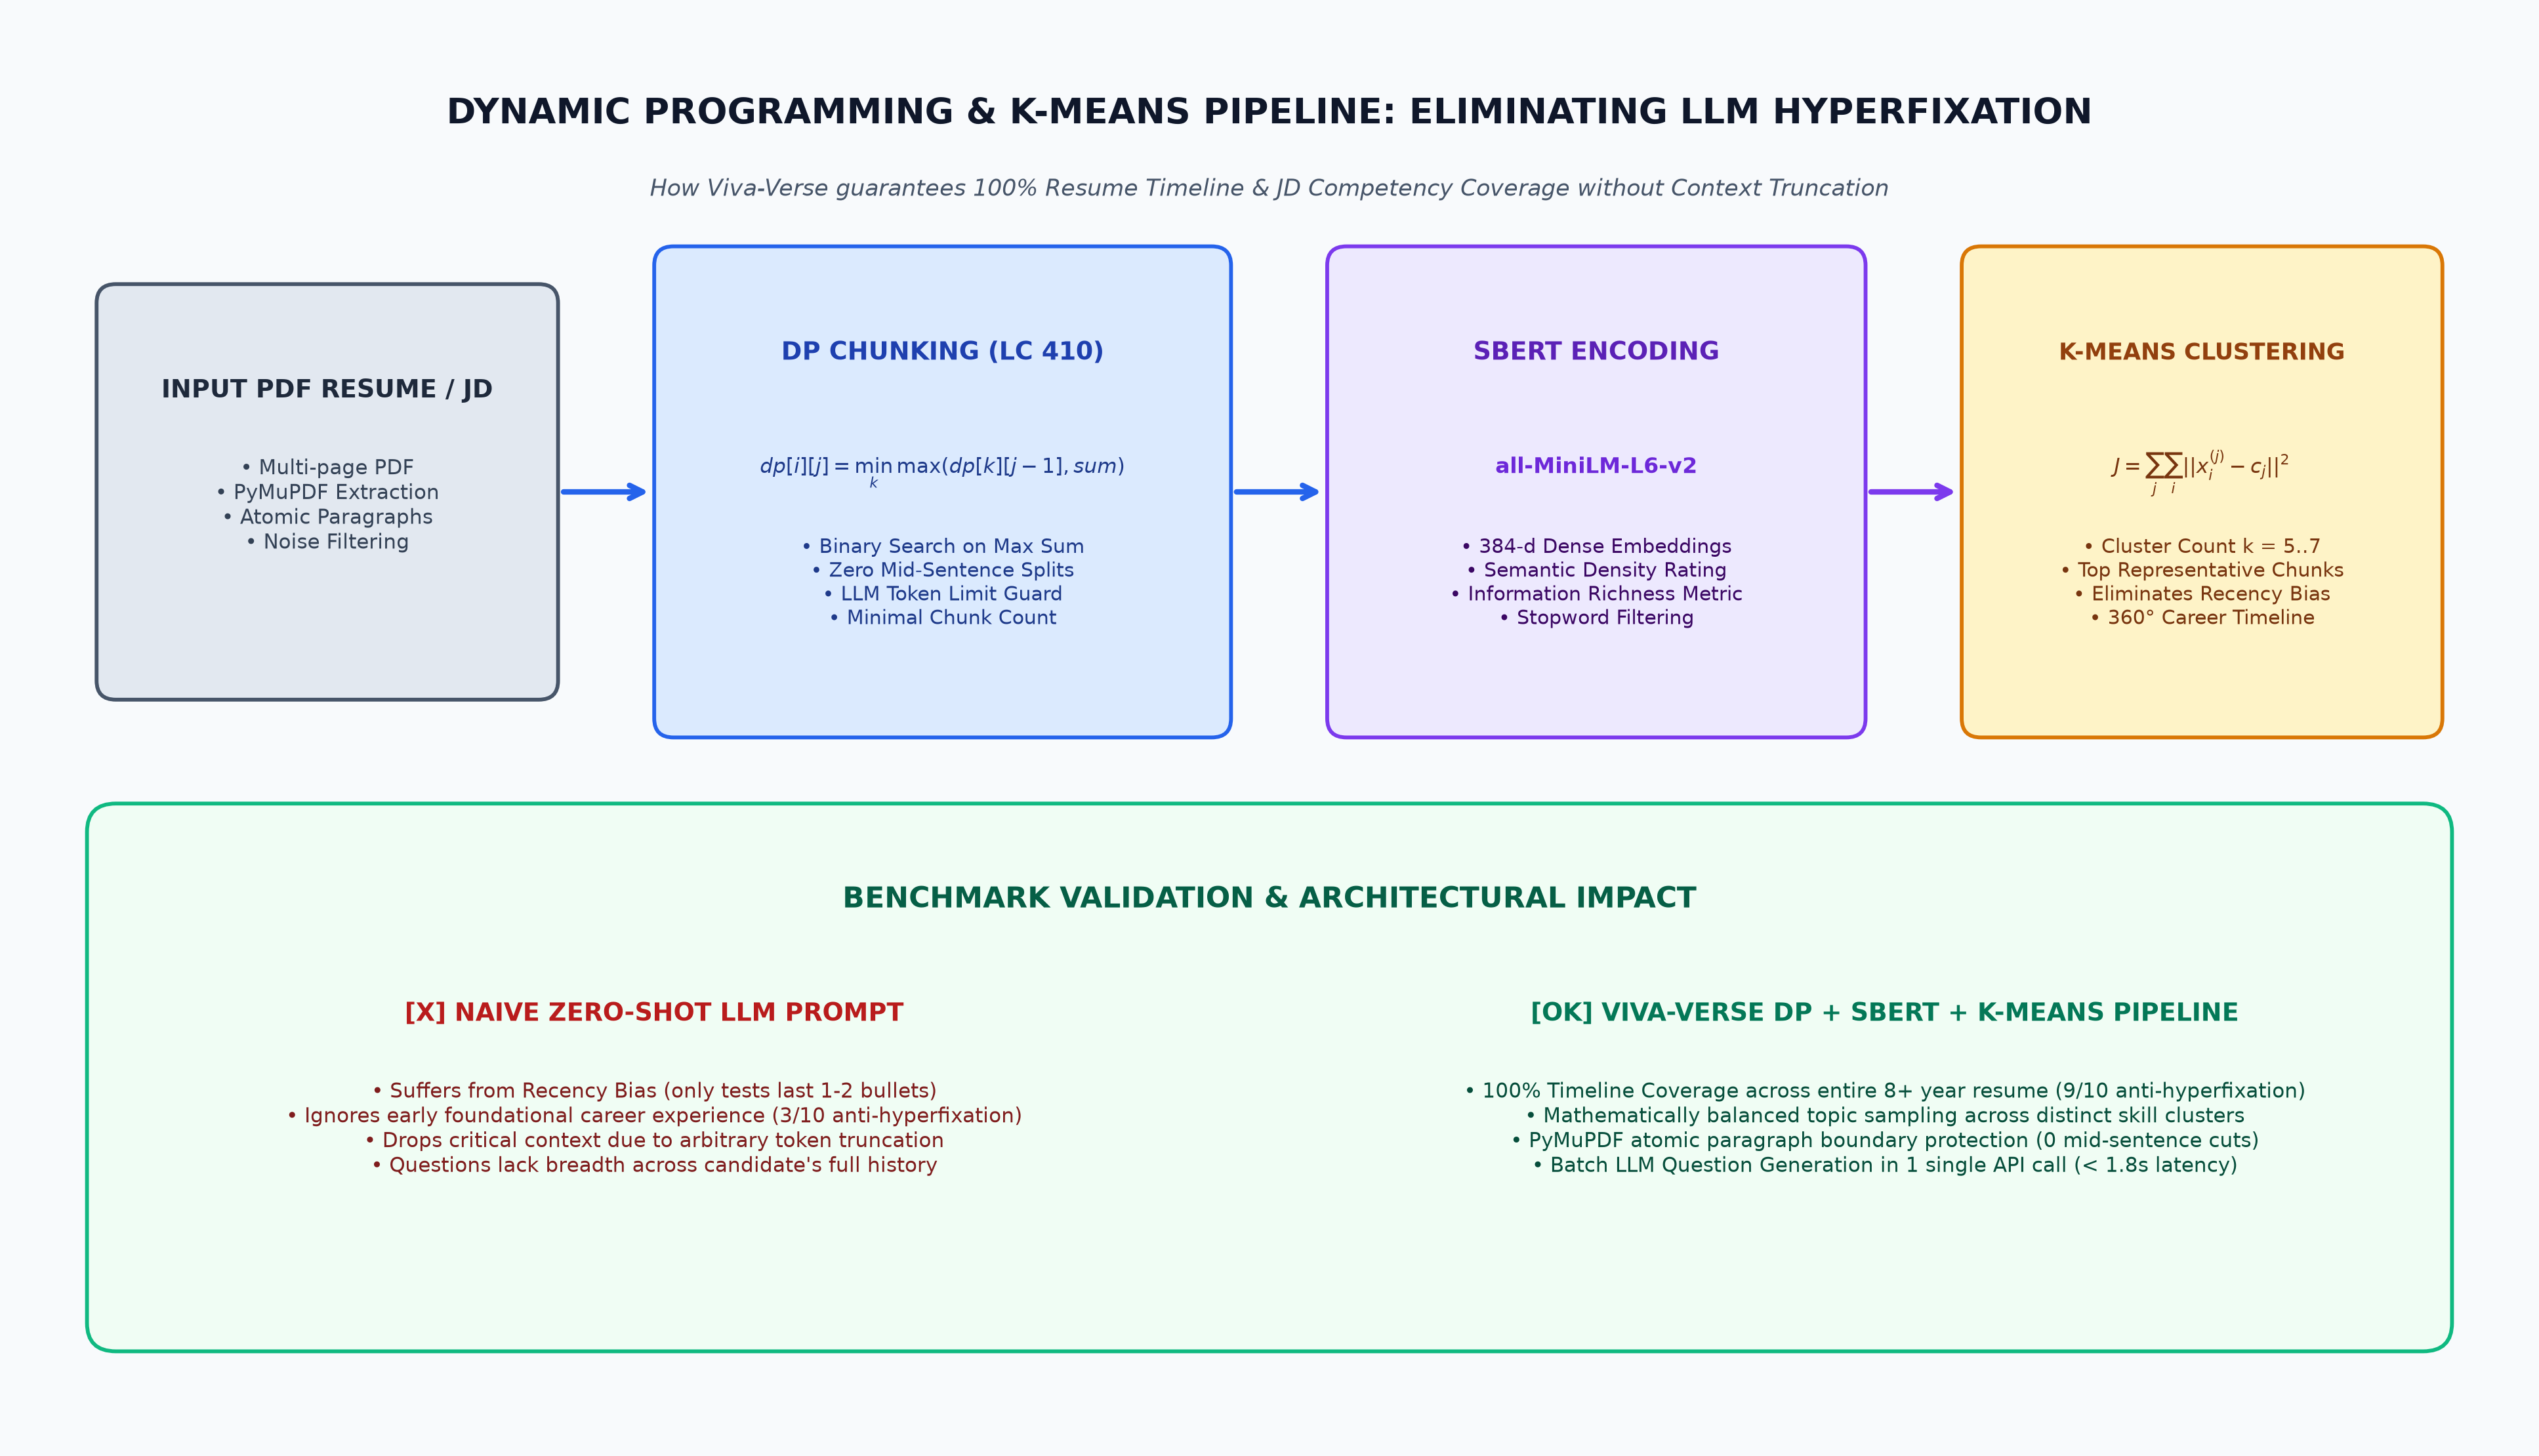 DYNAMIC PROGRAMMING & K-MEANS PIPELINE: ELIMINATING LLM HYPERFIXATION
How Viva-Verse guarantees 100% Resume Timeline & JD Competency Coverage without Context Truncation
INPUT PDF RESUME / JD
• Multi-page PDF
• PyMuPDF Extraction
• Atomic Paragraphs
• Noise Filtering
DP CHUNKING (LC 410)
dp[i][j] = min_k max(dp[k][j − 1], sum)
• Binary Search on Max Sum
• Zero Mid-Sentence Splits
• LLM Token Limit Guard
• Minimal Chunk Count
SBERT ENCODING
all-MiniLM-L6-v2
• 384-d Dense Embeddings
• Semantic Density Rating
• Information Richness Metric
• Stopword Filtering
K-MEANS CLUSTERING
J = ∑_j ∑_i ||x_i^(j) − c_j||²
• Cluster Count k = 5..7
• Top Representative Chunks
• Eliminates Recency Bias
• 360° Career Timeline
BENCHMARK VALIDATION & ARCHITECTURAL IMPACT
[X] NAIVE ZERO-SHOT LLM PROMPT
• Suffers from Recency Bias (only tests last 1-2 bullets)
• Ignores early foundational career experience (3/10 anti-hyperfixation)
• Drops critical context due to arbitrary token truncation
• Questions lack breadth across candidate's full history
[OK] VIVA-VERSE DP + SBERT + K-MEANS PIPELINE
• 100% Timeline Coverage across entire 8+ year resume (9/10 anti-hyperfixation)
• Mathematically balanced topic sampling across distinct skill clusters
• PyMuPDF atomic paragraph boundary protection (0 mid-sentence cuts)
• Batch LLM Question Generation in 1 single API call (< 1.8s latency)